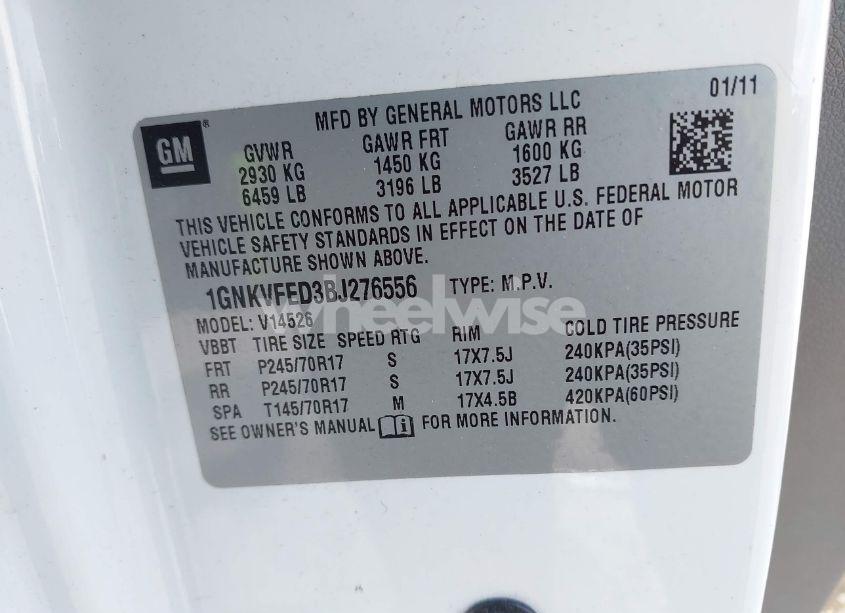 01/11
MFD BY GENERAL MOTORS LLC
GM®
GVWR GAWR FRT GAWR RR
2930 KG 1450 KG 1600 KG
6459 LB 3196 LB 3527 LB
THIS VEHICLE CONFORMS TO ALL APPLICABLE U.S. FEDERAL MOTOR
VEHICLE SAFETY STANDARDS IN EFFECT ON THE DATE OF
MANUFACTURE SHOWN ABOVE.
1GNKVFED3BJ276556 TYPE: M.P.V.
wheelwise
MODEL: V14526
VBBT TIRE SIZE SPEED RTG RIM COLD TIRE PRESSURE
FRT P245/70R17 S 17X7.5J 240KPA(35PSI)
RR P245/70R17 S 17X7.5J 240KPA(35PSI)
SPA T145/70R17 M 17X4.5B 420KPA(60PSI)
SEE OWNER'S MANUAL FOR MORE INFORMATION.